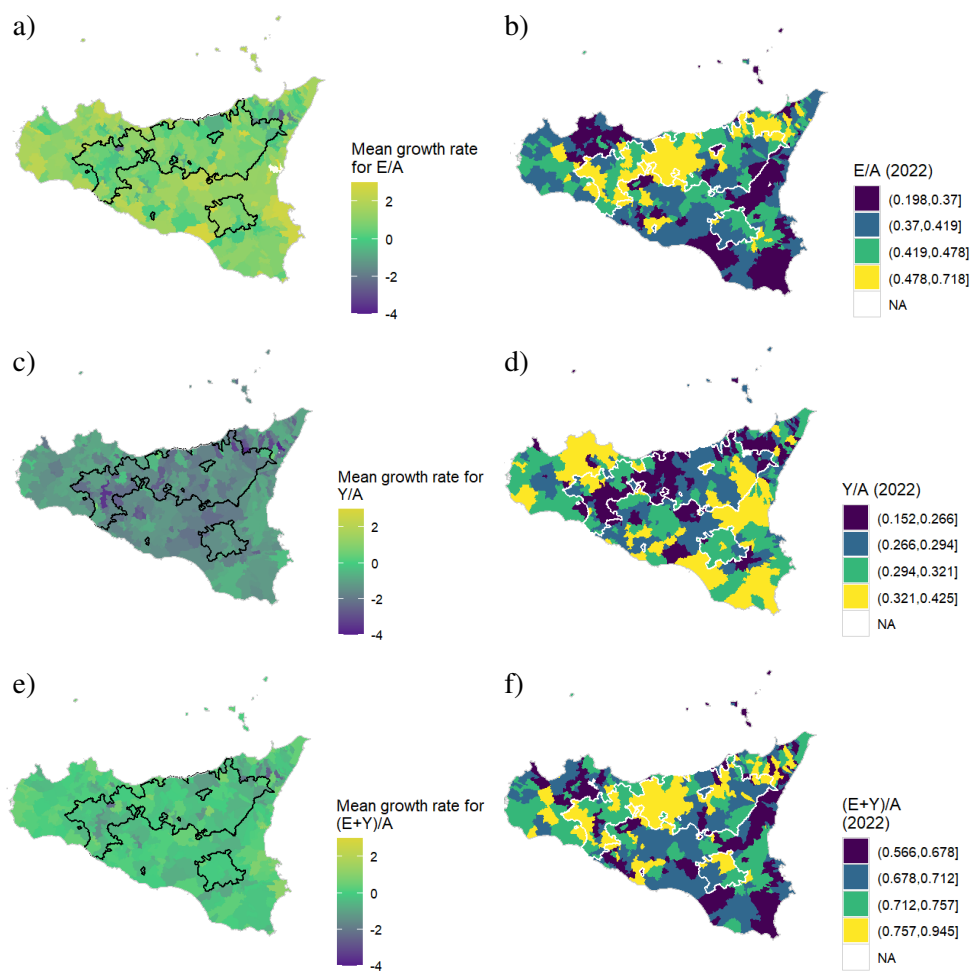 a)
Mean growth rate
for E/A
2
0
-2
-4
b)
E/A (2022)
(0.198,0.37]
(0.37,0.419]
(0.419,0.478]
(0.478,0.718]
NA
c)
Mean growth rate for
Y/A
2
0
-2
-4
d)
Y/A (2022)
(0.152,0.266]
(0.266,0.294]
(0.294,0.321]
(0.321,0.425]
NA
e)
Mean growth rate for
(E+Y)/A
2
0
-2
-4
f)
(E+Y)/A
(2022)
(0.566,0.678]
(0.678,0.712]
(0.712,0.757]
(0.757,0.945]
NA